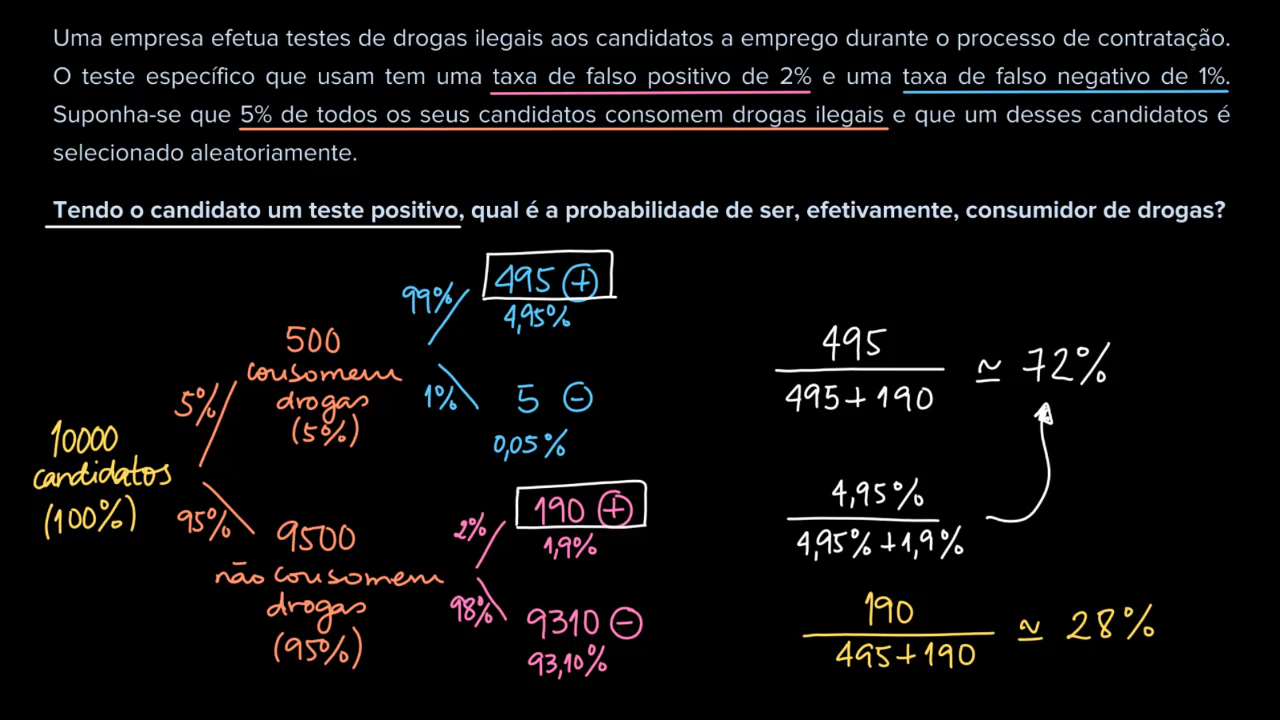 Uma empresa efetua testes de drogas ilegais aos candidatos a emprego durante o processo de contratação.
O teste específico que usam tem uma taxa de falso positivo de 2% e uma taxa de falso negativo de 1%.
Suponha-se que 5% de todos os seus candidatos consomem drogas ilegais e que um desses candidatos é
selecionado aleatoriamente.
Tendo o candidato um teste positivo, qual é a probabilidade de ser, efetivamente, consumidor de drogas?
10000
candidatos
(100%)
5%
500
consomem
drogas
(5%)
99%
495 +
4,95%
1%
5 −
0,05%
95%
9500
não consomem
drogas
(95%)
2%
190 +
1,9%
98%
9310 −
93,10%
495
495+190
≃ 72%
4,95%
4,95%+1,9%
190
495+190
≃ 28%